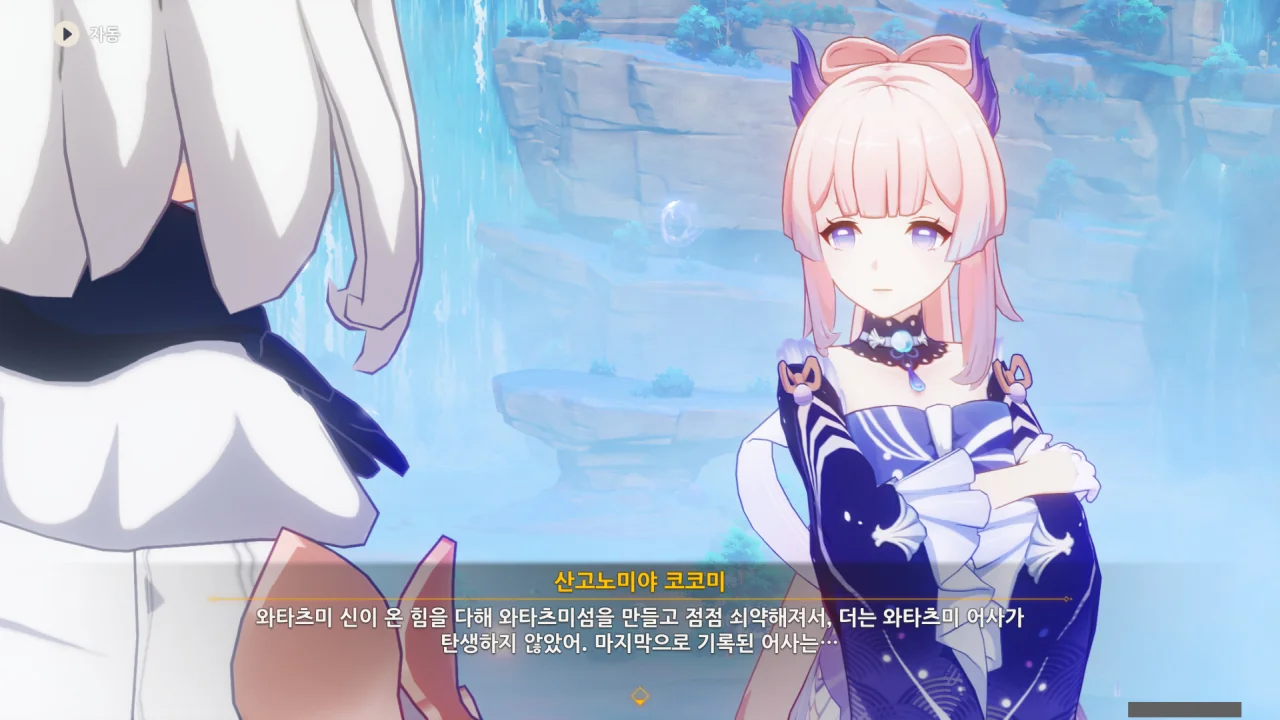 자동
산고노미야 코코미
와타츠미 신이 온 힘을 다해 와타츠미섬을 만들고 점점 쇠약해져서, 더는 와타츠미 어사가
탄생하지 않았어. 마지막으로 기록된 어사는…